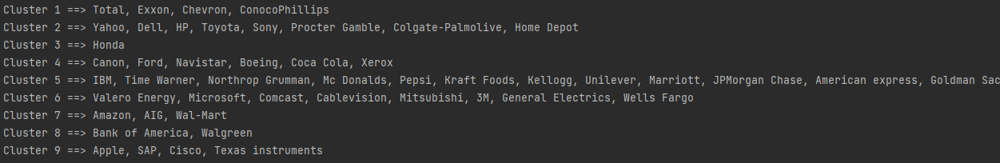 Cluster 1 ==> Total, Exxon, Chevron, ConocoPhillips
Cluster 2 ==> Yahoo, Dell, HP, Toyota, Sony, Procter Gamble, Colgate-Palmolive, Home Depot
Cluster 3 ==> Honda
Cluster 4 ==> Canon, Ford, Navistar, Boeing, Coca Cola, Xerox
Cluster 5 ==> IBM, Time Warner, Northrop Grumman, Mc Donalds, Pepsi, Kraft Foods, Kellogg, Unilever, Marriott, JPMorgan Chase, American express, Goldman Sac
Cluster 6 ==> Valero Energy, Microsoft, Comcast, Cablevision, Mitsubishi, 3M, General Electrics, Wells Fargo
Cluster 7 ==> Amazon, AIG, Wal-Mart
Cluster 8 ==> Bank of America, Walgreen
Cluster 9 ==> Apple, SAP, Cisco, Texas instruments